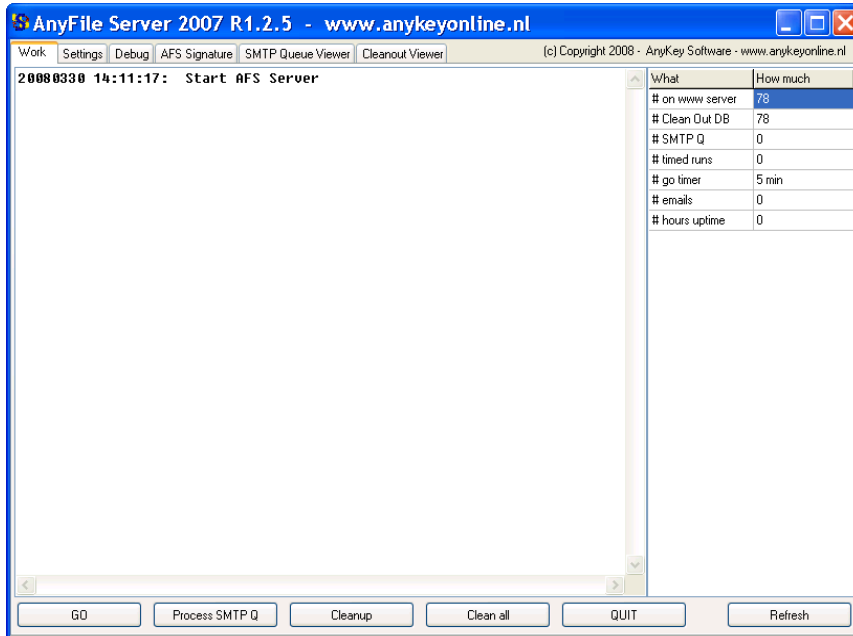 AnyFile Server 2007 R1.2.5 - www.anykeyonline.nl
Work Settings Debug AFS Signature SMTP Queue Viewer Cleanout Viewer (c) Copyright 2008 - AnyKey Software - www.anykeyonline.nl
20080330 14:11:17: Start AFS Server
What How much
# on www server 78
# Clean Out DB 78
# SMTP Q 0
# timed runs 0
# go timer 5 min
# emails 0
# hours uptime 0
GO Process SMTP Q Cleanup Clean all QUIT Refresh